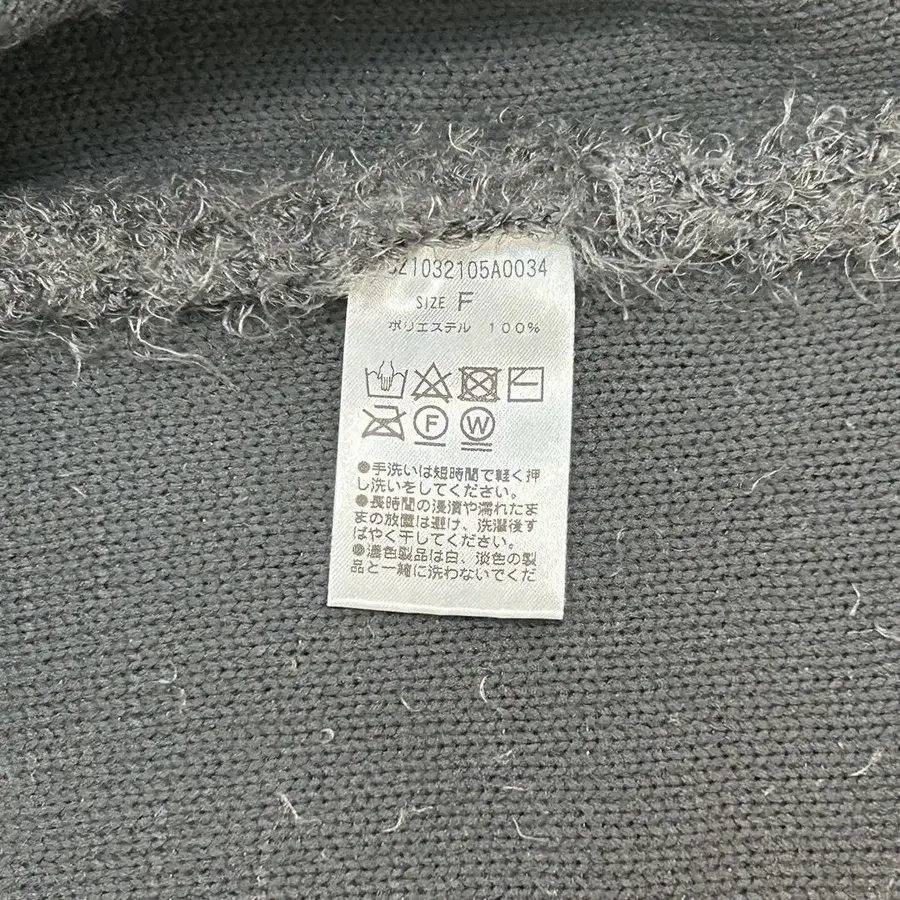 SZ1032105A0034
SIZE F
ポリエステル 100%
F W
●手洗いは短時間で軽く押
し洗いをしてください。
●長時間の浸漬や濡れたま
まの放置は避け、洗濯後す
ばやく干してください。
●濃色製品は白、淡色の製
品と一緒に洗わないでくだ